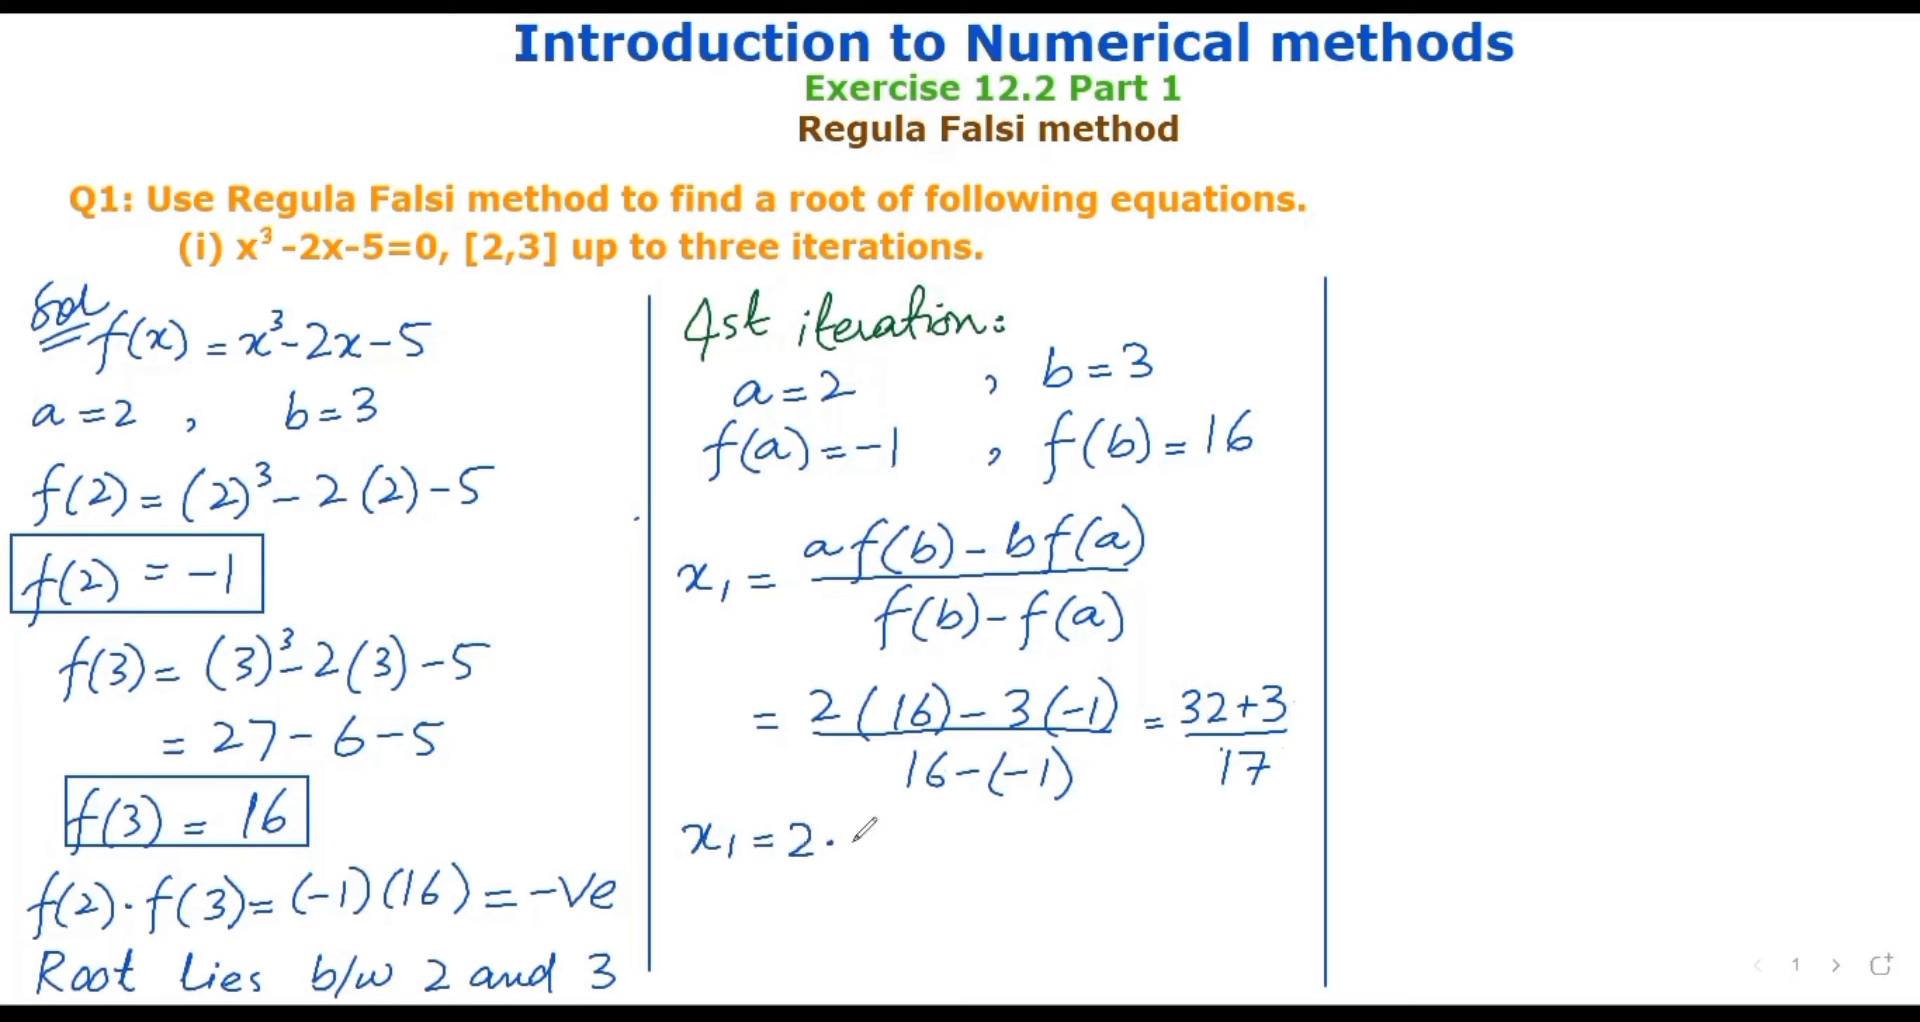 Introduction to Numerical methods
Exercise 12.2 Part 1
Regula Falsi method
Q1: Use Regula Falsi method to find a root of following equations.
(i) x³ -2x-5=0, [2,3] up to three iterations.
Sol
f(x) = x³-2x-5
a=2 , b=3
f(2) = (2)³-2(2)-5
f(2) = -1
f(3) = (3)³-2(3)-5
= 27-6-5
f(3) = 16
f(2)·f(3) = (-1)(16) = -ve
Root Lies b/w 2 and 3
1st iteration:
a=2 , b=3
f(a)=-1 , f(b)=16
x₁ = af(b)-bf(a) / f(b)-f(a)
= 2(16)-3(-1) / 16-(-1) = 32+3 / 17
x₁ = 2.
1